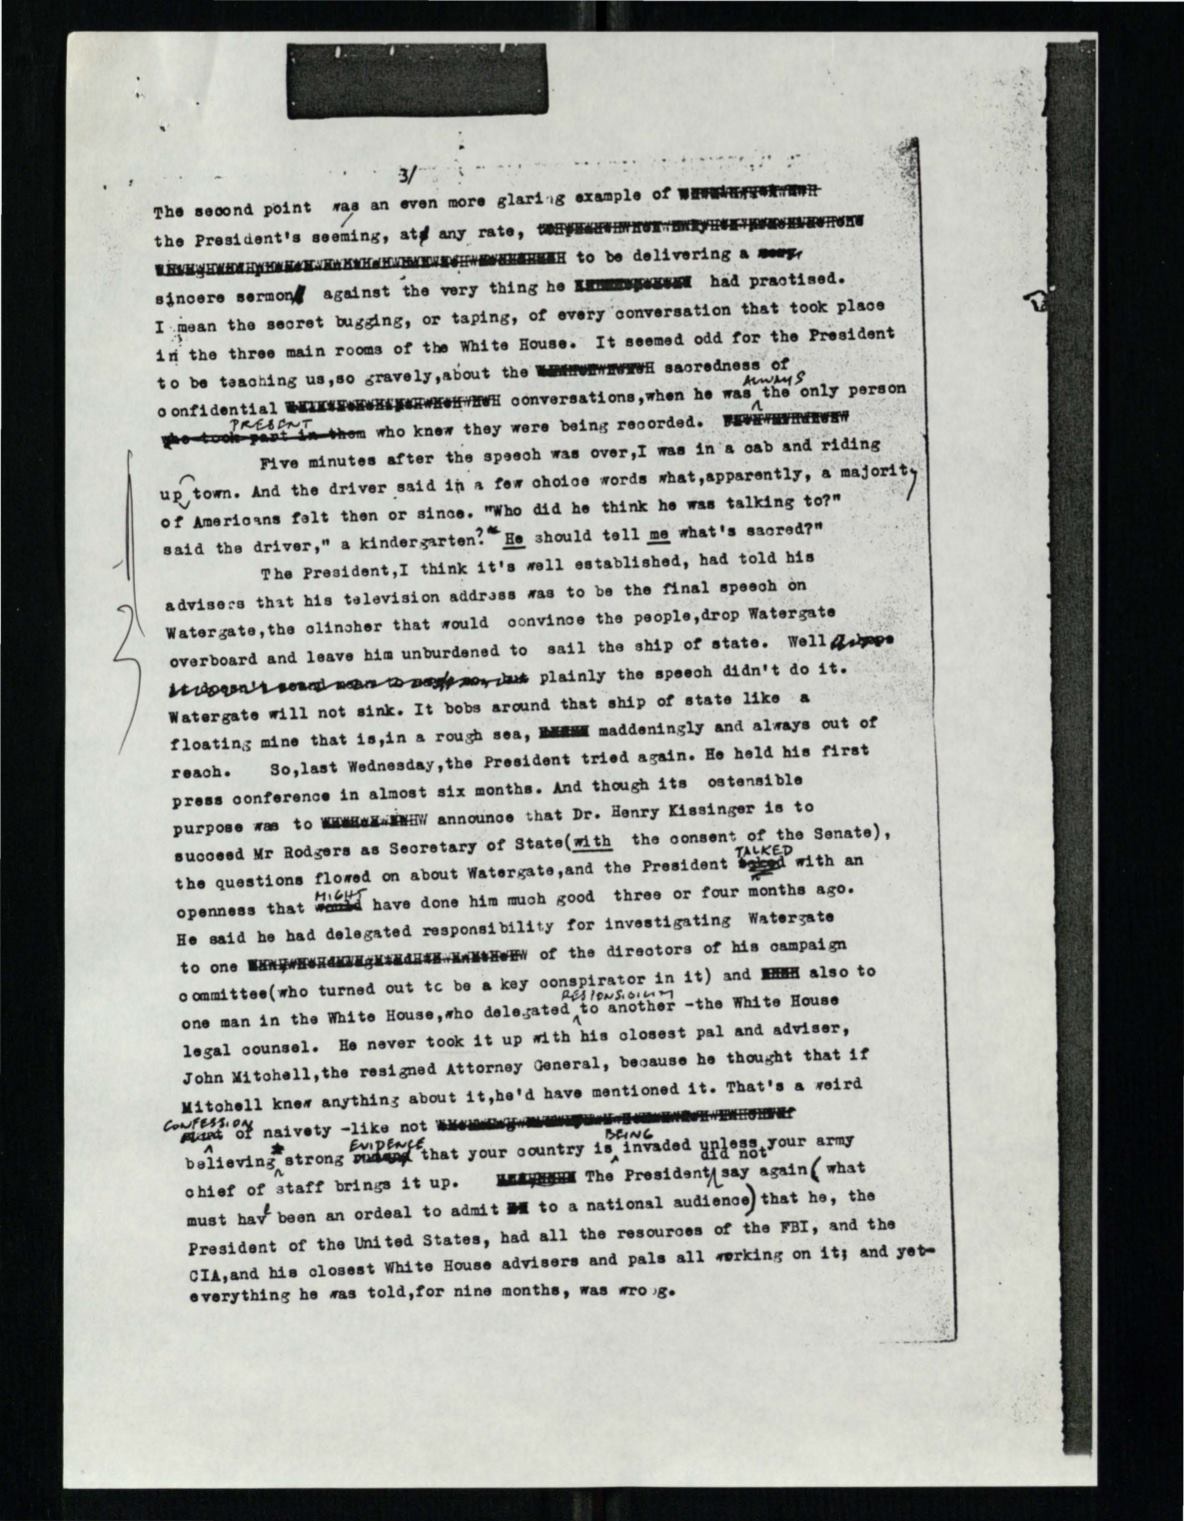 3/
The second point was an even more glaring example of
the President's seeming, at any rate,
to be delivering a
sincere sermon against the very thing he had practised.
I mean the secret bugging, or taping, of every conversation that took place
in the three main rooms of the White House. It seemed odd for the President
to be teaching us,so gravely,about the sacredness of
ALWAYS
confidential conversations,when he was the only person
PRESENT
who took part in them who knew they were being recorded.
Five minutes after the speech was over,I was in a cab and riding
up town. And the driver said in a few choice words what,apparently, a majority
of Americans felt then or since. "Who did he think he was talking to?"
said the driver," a kindergarten?" He should tell me what's sacred?"
The President,I think it's well established, had told his
advisers that his television address was to be the final speech on
Watergate,the clincher that would convince the people,drop Watergate
overboard and leave him unburdened to sail the ship of state. Well
plainly the speech didn't do it.
Watergate will not sink. It bobs around that ship of state like a
floating mine that is,in a rough sea, maddeningly and always out of
reach. So,last Wednesday,the President tried again. He held his first
press conference in almost six months. And though its ostensible
purpose was to announce that Dr. Henry Kissinger is to
succeed Mr Rodgers as Secretary of State(with the consent of the Senate),
TALKED
the questions flowed on about Watergate,and the President with an
MIGHT
openness that would have done him much good three or four months ago.
He said he had delegated responsibility for investigating Watergate
to one of the directors of his campaign
committee(who turned out to be a key conspirator in it) and also to
RESPONSIBILITY
one man in the White House,who delegated to another -the White House
legal counsel. He never took it up with his closest pal and adviser,
John Mitchell,the resigned Attorney General, because he thought that if
Mitchell knew anything about it,he'd have mentioned it. That's a weird
CONFESSION
of naivety -like not
EVIDENCE BEING
believing strong that your country is invaded unless your army
did not
chief of staff brings it up. The President say again (what
must have been an ordeal to admit to a national audience) that he, the
President of the United States, had all the resources of the FBI, and the
CIA,and his closest White House advisers and pals all working on it; and yet-
everything he was told,for nine months, was wrong.